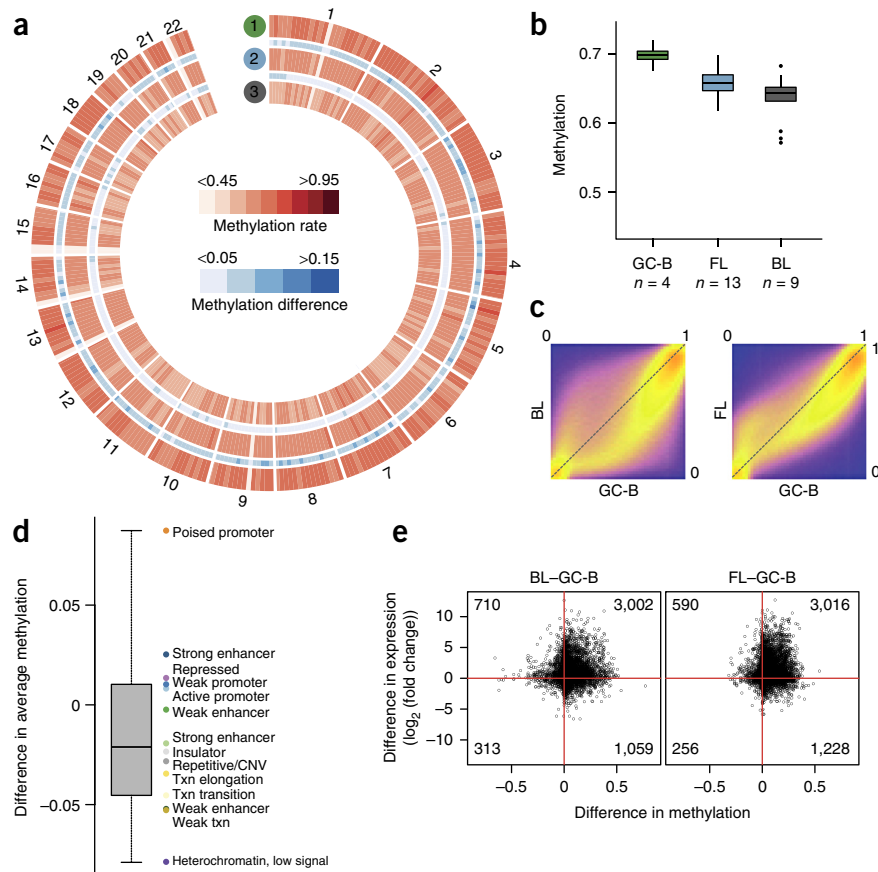 a
1
2
3
1
2
3
4
5
6
7
8
9
10
11
12
13
14
15
16
17
18
19
20
21
22
<0.45 >0.95
Methylation rate
<0.05 >0.15
Methylation difference
b
Methylation
0.7
0.6
0.5
GC-B FL BL
n = 4 n = 13 n = 9
c
0 1
1
BL
0
GC-B
0 1
1
FL
0
GC-B
d
Difference in average methylation
0.05
0
−0.05
Poised promoter
Strong enhancer
Repressed
Weak promoter
Active promoter
Weak enhancer
Strong enhancer
Insulator
Repetitive/CNV
Txn elongation
Txn transition
Weak enhancer
Weak txn
Heterochromatin, low signal
e
BL–GC-B FL–GC-B
Difference in expression
(log2 (fold change))
10
5
0
−5
−10
710 3,002
313 1,059
590 3,016
256 1,228
−0.5 0 0.5 −0.5 0 0.5
Difference in methylation